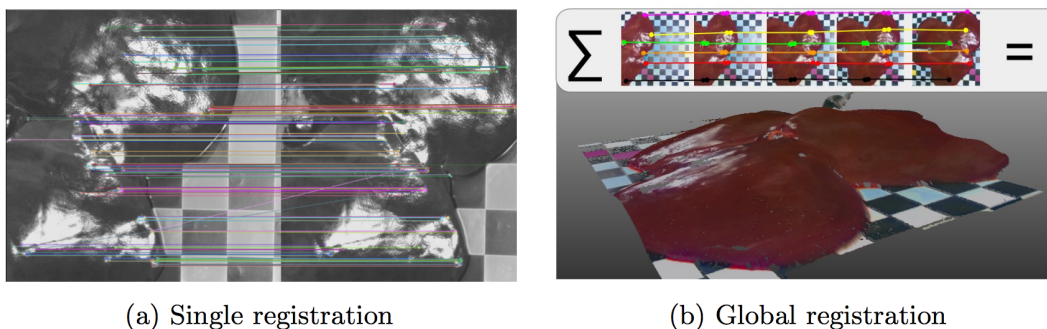 ∑ =
(a) Single registration
(b) Global registration